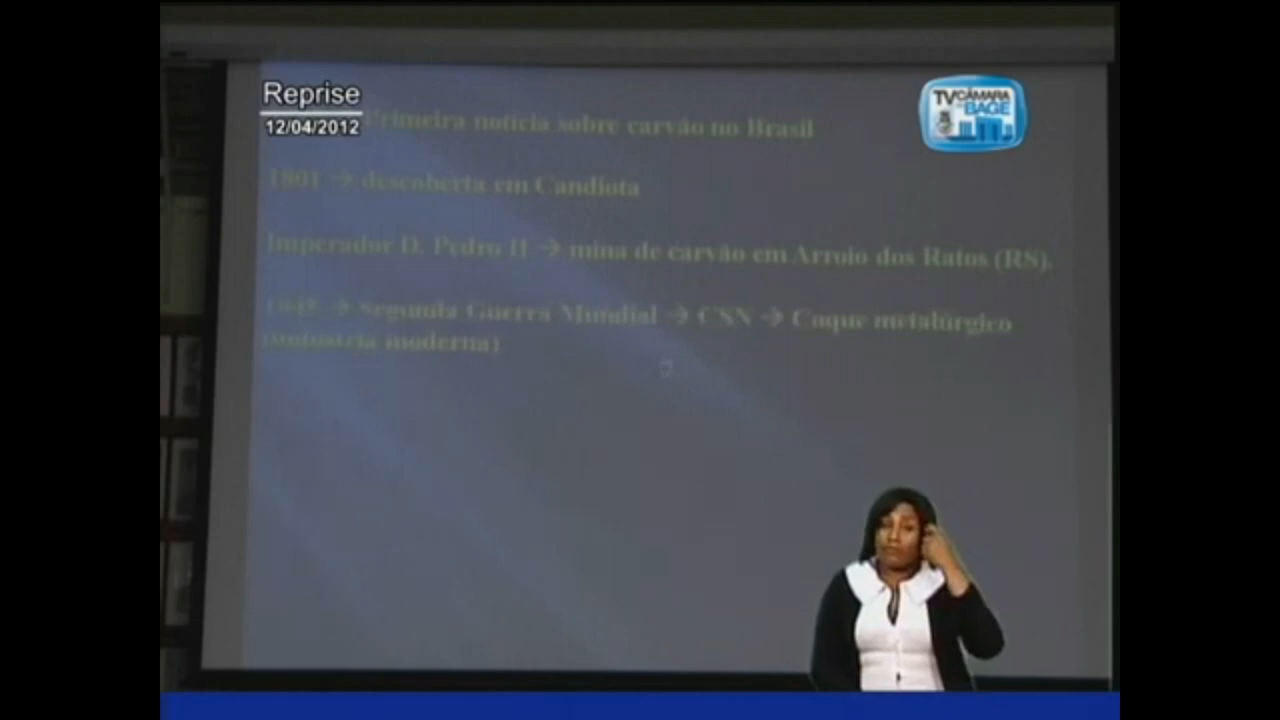 Reprise
12/04/2012
TV CÂMARA
BAGÉ
Primeira notícia sobre carvão no Brasil
1801 → descoberta em Candiota
Imperador D. Pedro II → mina de carvão em Arroio dos Ratos (RS).
→ Segunda Guerra Mundial → CSN → Coque metalúrgico
(indústria moderna)